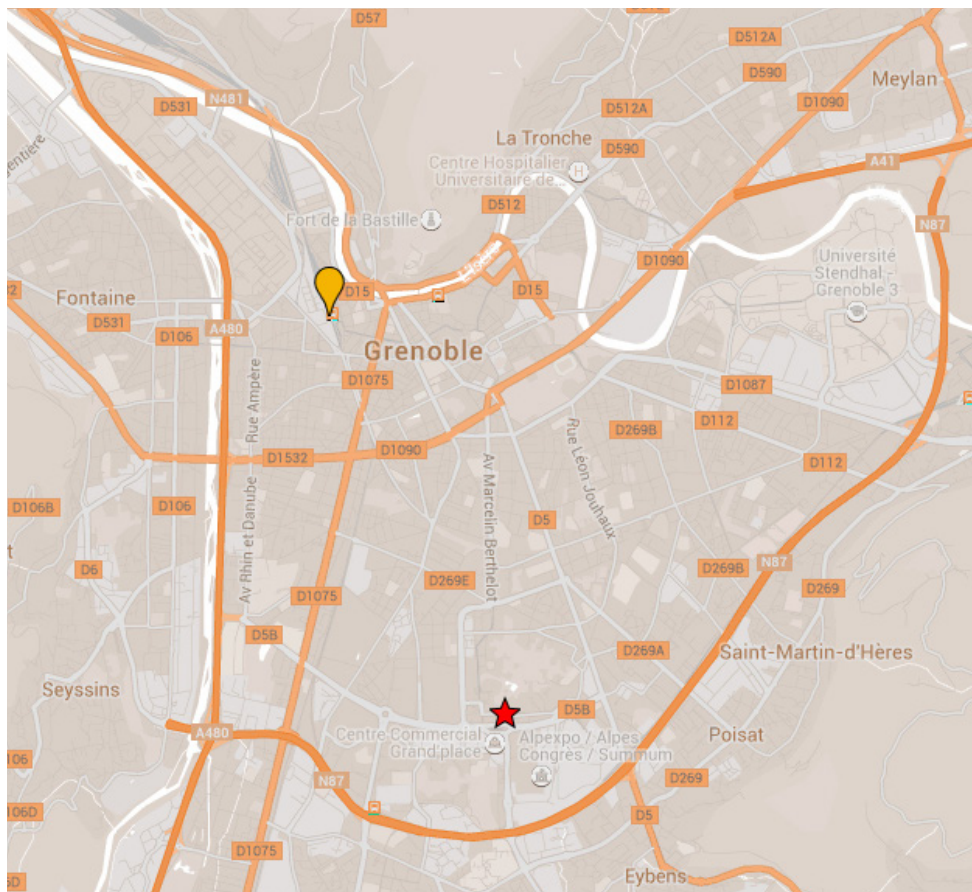 D57
D512A
D590
Meylan
N481
D531
D1090
D512A
La Tronche
D590
Centre Hospitalier
Universitaire de...
H
A41
D512
N87
Fort de la Bastille
Université
Stendhal -
Grenoble 3
D1090
Isère
D15
D15
Fontaine
D531
A480
D106
Grenoble
D1075
D1087
Rue Ampère
D112
D269B
Rue Léon Jouhaux
D1532
D1090
D112
Av Marcelin Berthelot
D106
D106B
D5
Av Rhin et Danube
N87
D6
D269B
D269E
D269
D1075
D5B
D269A
Saint-Martin-d'Hères
Seyssins
D5B
A480
Centre Commercial
Grand'place
Alpexpo / Alpes
Congrès / Summum
Poisat
106
N87
D269
106D
D5
D1075
Eybens